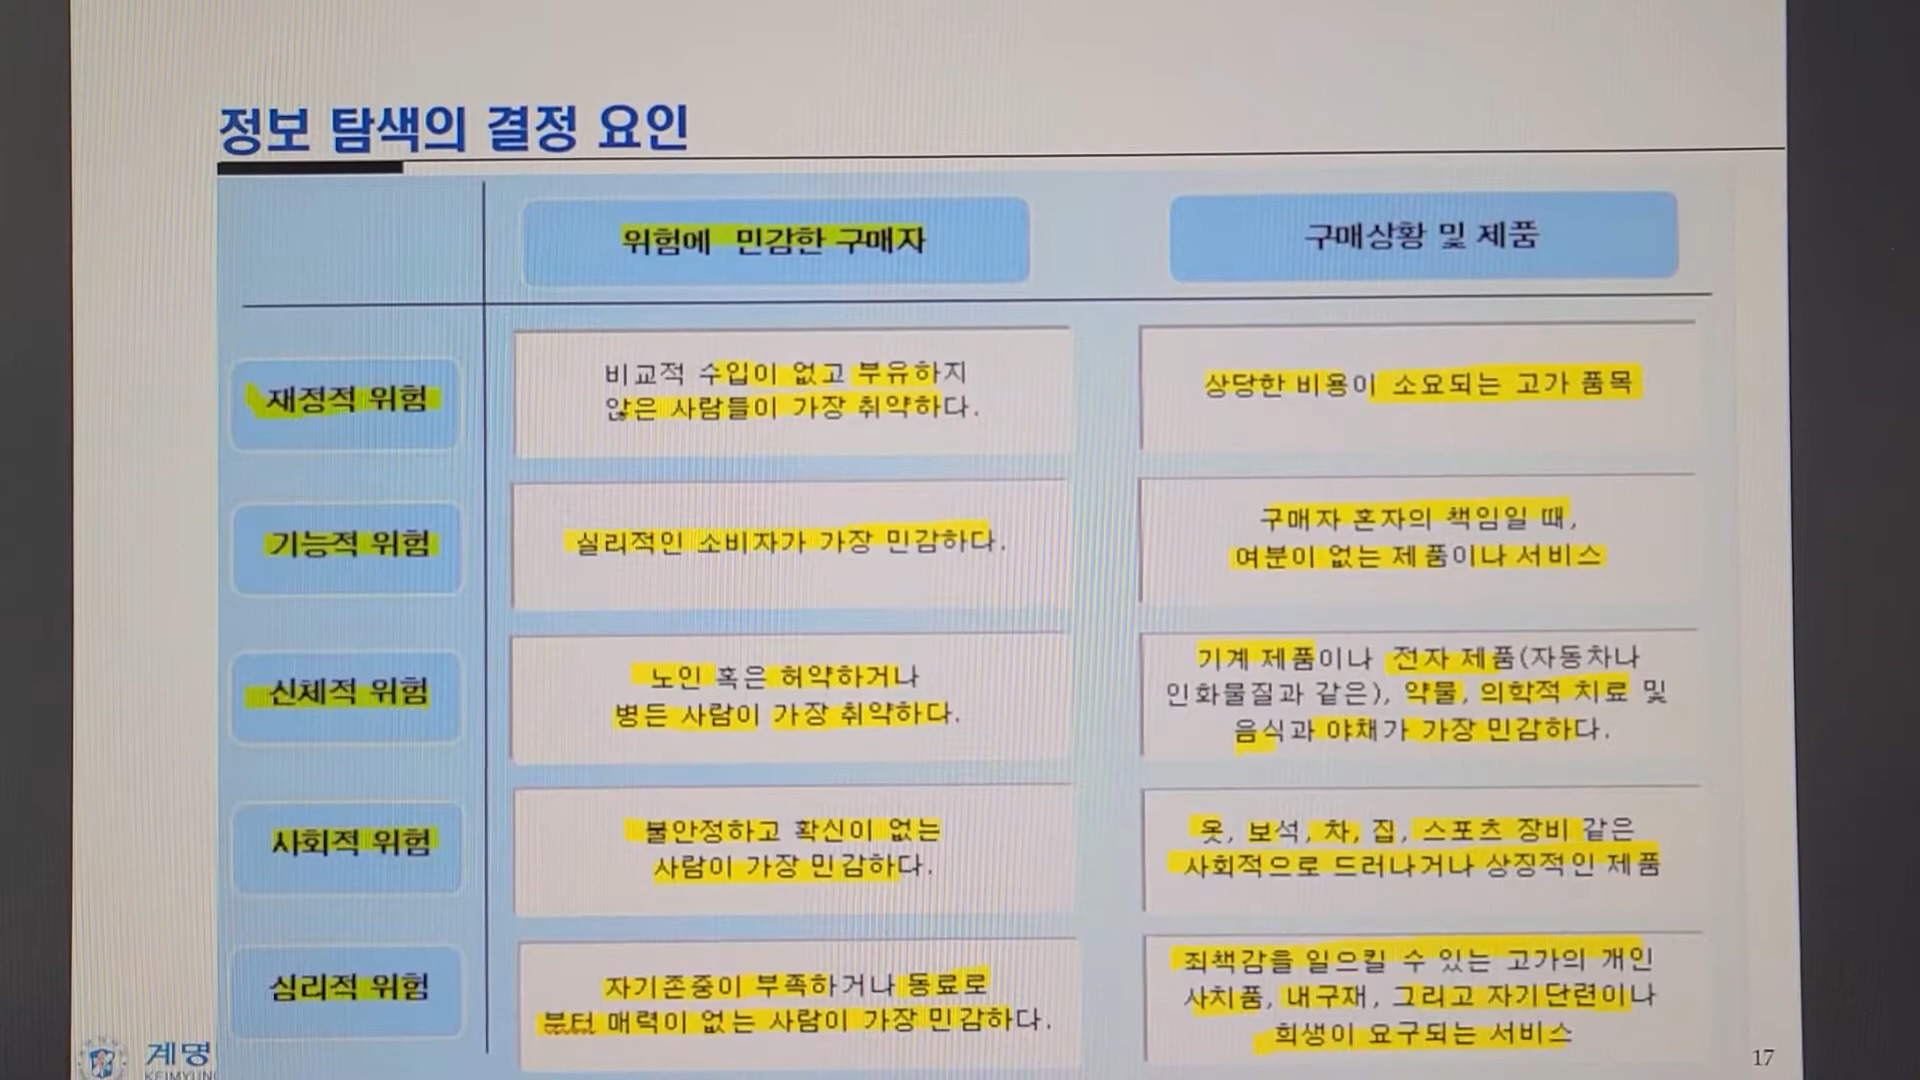 정보 탐색의 결정 요인
위험에 민감한 구매자
구매상황 및 제품
재정적 위험
비교적 수입이 없고 부유하지
않은 사람들이 가장 취약하다.
상당한 비용이 소요되는 고가 품목
기능적 위험
실리적인 소비자가 가장 민감하다.
구매자 혼자의 책임일 때,
여분이 없는 제품이나 서비스
신체적 위험
노인 혹은 허약하거나
병든 사람이 가장 취약하다.
기계 제품이나 전자 제품(자동차나
인화물질과 같은), 약물, 의학적 치료 및
음식과 야채가 가장 민감하다.
사회적 위험
불안정하고 확신이 없는
사람이 가장 민감하다.
옷, 보석, 차, 집, 스포츠 장비 같은
사회적으로 드러나거나 상징적인 제품
심리적 위험
자기존중이 부족하거나 동료로
부터 매력이 없는 사람이 가장 민감하다.
죄책감을 일으킬 수 있는 고가의 개인
사치품, 내구재, 그리고 자기단련이나
희생이 요구되는 서비스
계명
17